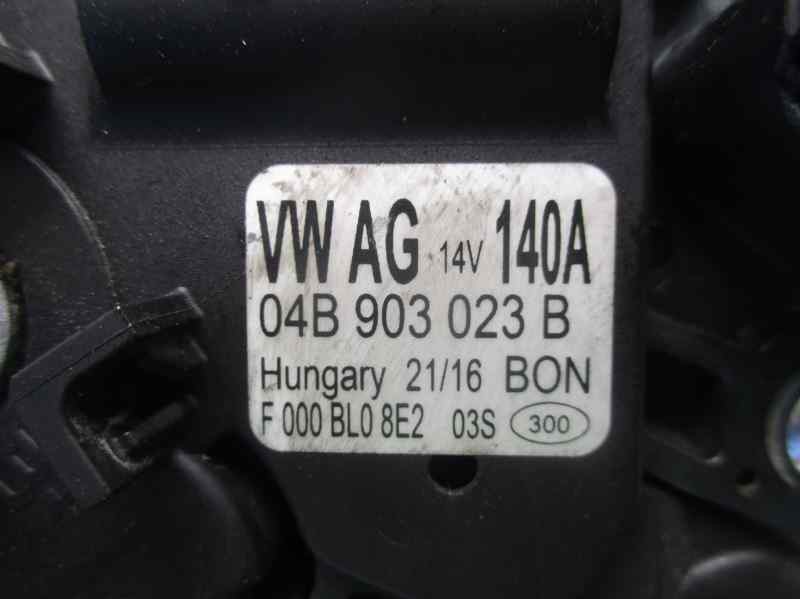 VW AG 14V 140A
04B 903 023 B
Hungary 21/16 BON
F 000 BL0 8E2 03S 300